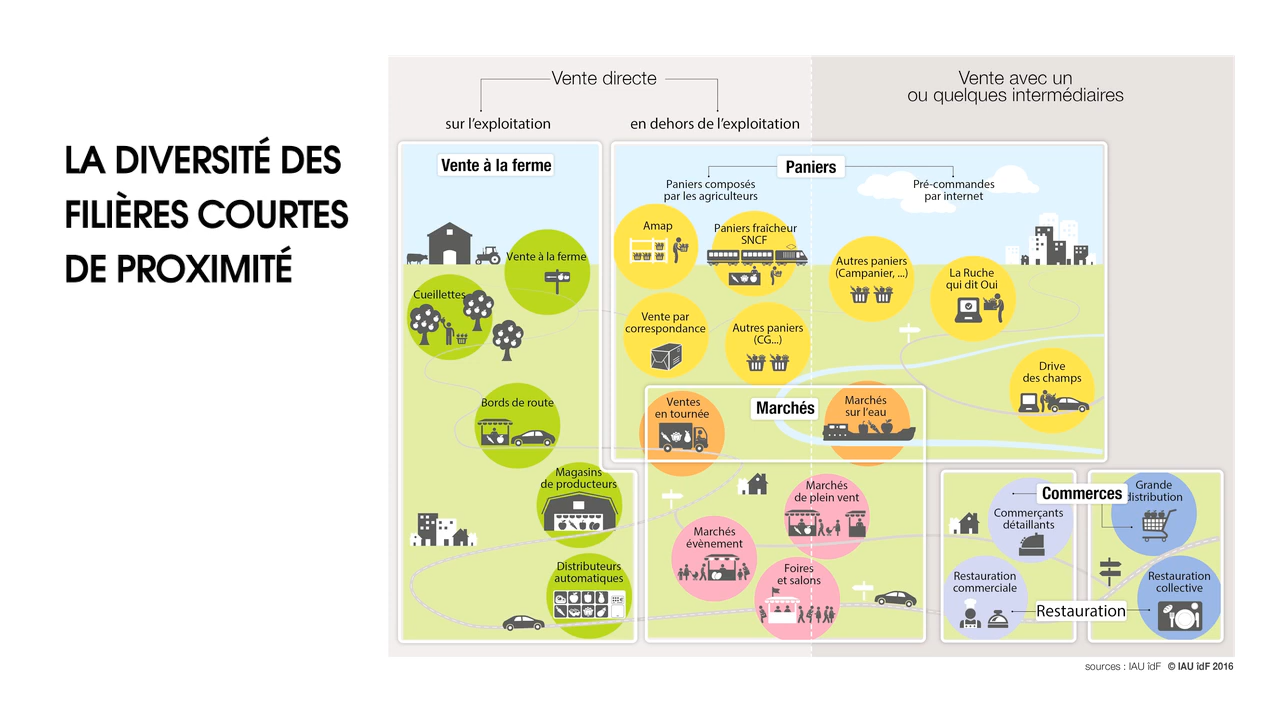 LA DIVERSITÉ DES
FILIÈRES COURTES
DE PROXIMITÉ
Vente directe
sur l'exploitation
en dehors de l'exploitation
Vente avec un
ou quelques intermédiaires
Vente à la ferme
Vente à la ferme
Cueillettes
Bords de route
Magasins
de producteurs
Distributeurs
automatiques
Paniers
Paniers composés
par les agriculteurs
Pré-commandes
par internet
Amap
Paniers fraîcheur
SNCF
Autres paniers
(Campanier, ...)
La Ruche
qui dit Oui
Vente par
correspondance
Autres paniers
(CG...)
Drive
des champs
Marchés
Ventes
en tournée
Marchés
sur l'eau
Marchés
de plein vent
Marchés
évènement
Foires
et salons
Commerces
Commerçants
détaillants
Grande
distribution
Restauration
commerciale
Restauration
Restauration
collective
sources : IAU îdF © IAU îdF 2016